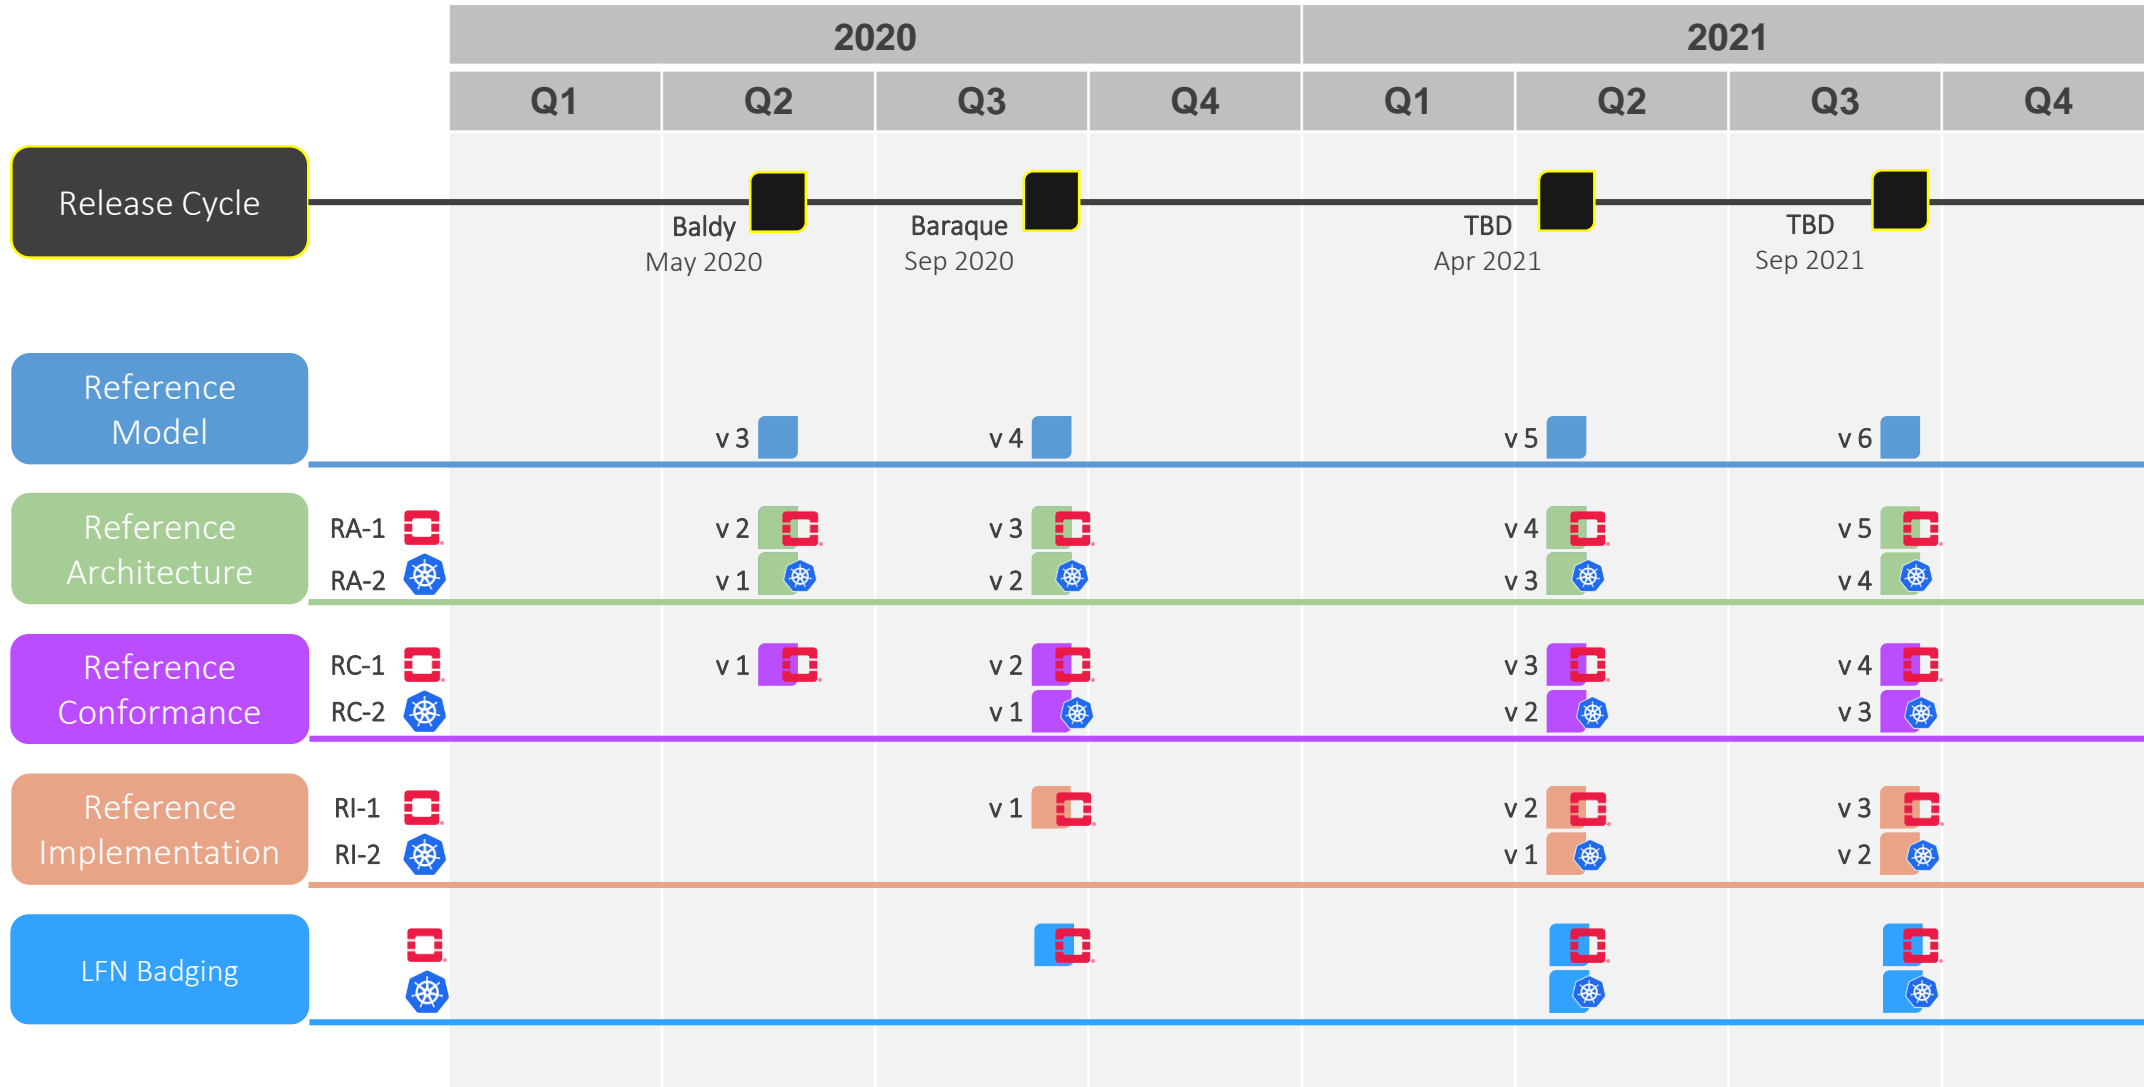 2020 2021
Q1 Q2 Q3 Q4 Q1 Q2 Q3 Q4
Release Cycle
Baldy Baraque TBD TBD
May 2020 Sep 2020 Apr 2021 Sep 2021
Reference
Model
v 3 v 4 v 5 v 6
Reference
Architecture
RA-1 v 2 v 3 v 4 v 5
RA-2 v 1 v 2 v 3 v 4
Reference
Conformance
RC-1 v 1 v 2 v 3 v 4
RC-2 v 1 v 2 v 3
Reference
Implementation
RI-1 v 1 v 2 v 3
RI-2 v 1 v 2
LFN Badging